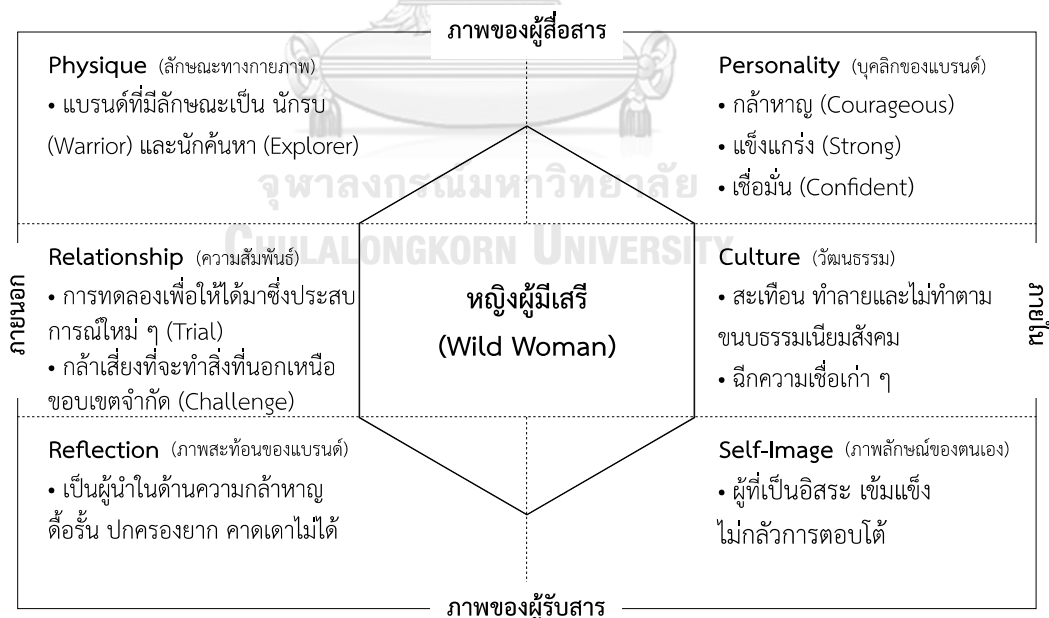 ภาพของผู้สื่อสาร
Physique (ลักษณะทางกายภาพ)
• แบรนด์ที่มีลักษณะเป็น นักรบ
(Warrior) และนักค้นหา (Explorer)
Personality (บุคลิกของแบรนด์)
• กล้าหาญ (Courageous)
• แข็งแกร่ง (Strong)
• เชื่อมั่น (Confident)
จุฬาลงกรณ์มหาวิทยาลัย
CHULALONGKORN UNIVERSITY
ภายนอก
Relationship (ความสัมพันธ์)
• การทดลองเพื่อให้ได้มาซึ่งประสบ
การณ์ใหม่ ๆ (Trial)
• กล้าเสี่ยงที่จะทำสิ่งที่นอกเหนือ
ขอบเขตจำกัด (Challenge)
หญิงผู้มีเสรี
(Wild Woman)
Culture (วัฒนธรรม)
• สะเทือน ทำลายและไม่ทำตาม
ขนบธรรมเนียมสังคม
• ฉีกความเชื่อเก่า ๆ
ภายใน
Reflection (ภาพสะท้อนของแบรนด์)
• เป็นผู้นำในด้านความกล้าหาญ
ดื้อรั้น ปกครองยาก คาดเดาไม่ได้
Self-Image (ภาพลักษณ์ของตนเอง)
• ผู้ที่เป็นอิสระ เข้มแข็ง
ไม่กลัวการตอบโต้
ภาพของผู้รับสาร